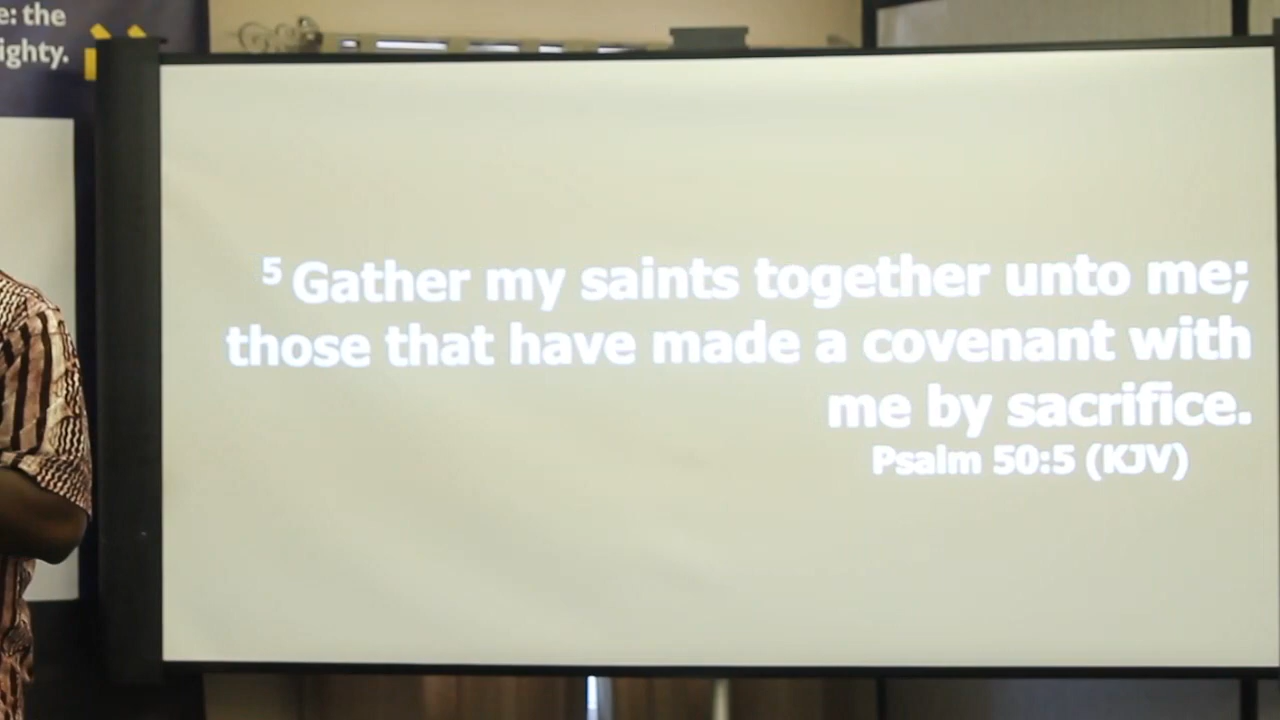 e: the
ighty.
5 Gather my saints together unto me;
those that have made a covenant with
me by sacrifice.
Psalm 50:5 (KJV)